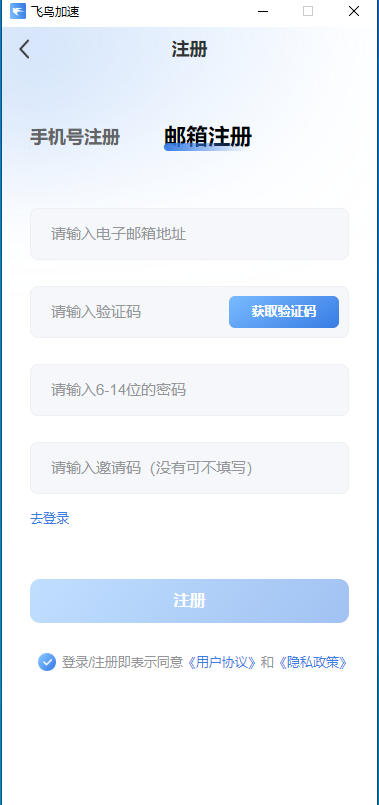 飞鸟加速
注册
手机号注册 邮箱注册
请输入电子邮箱地址
请输入验证码 获取验证码
请输入6-14位的密码
请输入邀请码（没有可不填写）
去登录
注册
登录/注册即表示同意《用户协议》和《隐私政策》